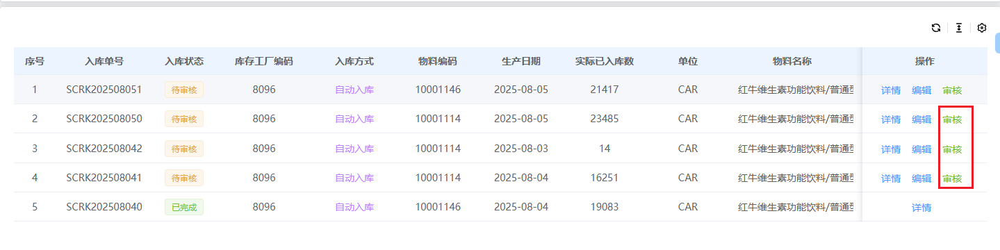 序号 入库单号 入库状态 库存工厂编码 入库方式 物料编码 生产日期 实际已入库数 单位 物料名称 操作
1 SCRK202508051 待审核 8096 自动入库 10001146 2025-08-05 21417 CAR 红牛维生素功能饮料/普通型 详情 编辑 审核
2 SCRK202508050 待审核 8096 自动入库 10001114 2025-08-05 23485 CAR 红牛维生素功能饮料/普通型 详情 编辑 审核
3 SCRK202508042 待审核 8096 自动入库 10001114 2025-08-03 14 CAR 红牛维生素功能饮料/普通型 详情 编辑 审核
4 SCRK202508041 待审核 8096 自动入库 10001114 2025-08-04 16251 CAR 红牛维生素功能饮料/普通型 详情 编辑 审核
5 SCRK202508040 已完成 8096 自动入库 10001146 2025-08-04 19083 CAR 红牛维生素功能饮料/普通型 详情